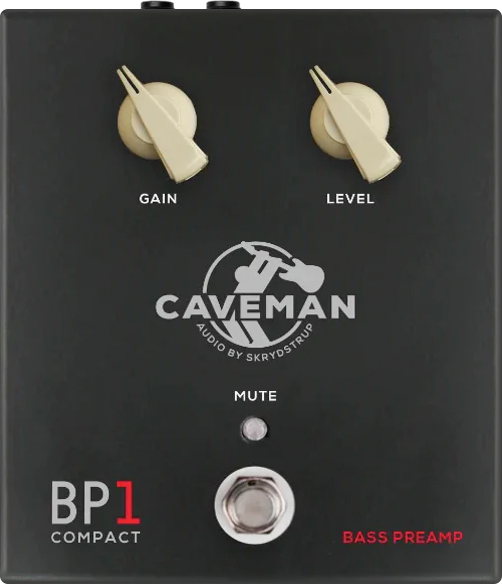 GAIN
LEVEL
CAVEMAN
AUDIO BY SKRYDSTRUP
MUTE
BP1
COMPACT
BASS PREAMP